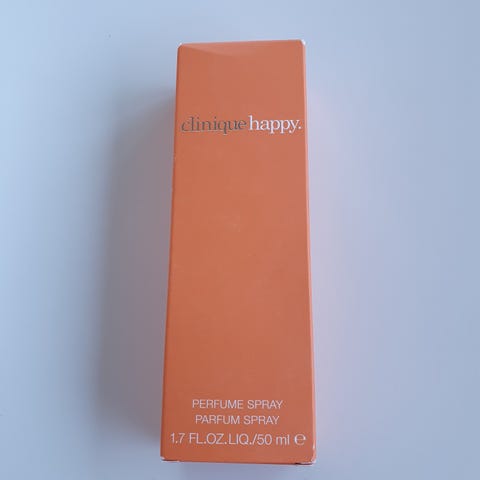 clinique happy.
PERFUME SPRAY
PARFUM SPRAY
1.7 FL.OZ.LIQ./50 ml ℮